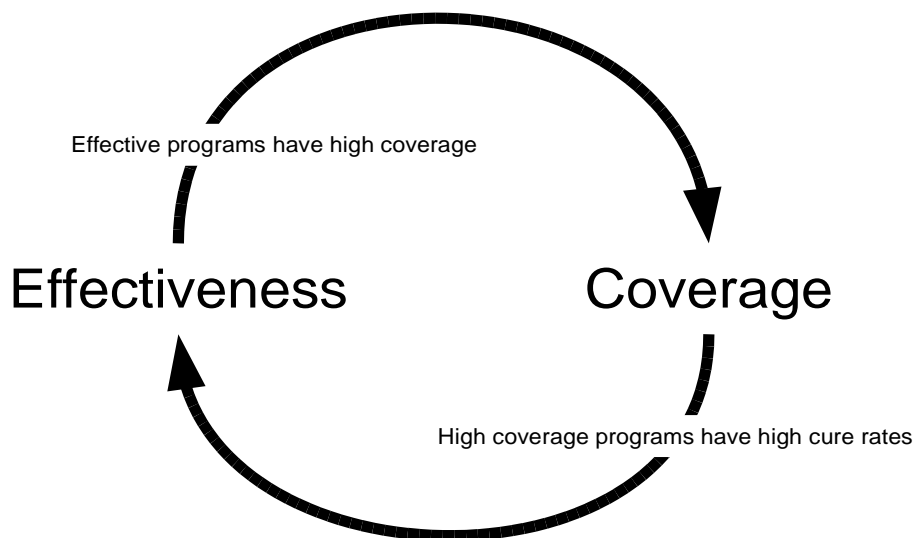 Effective programs have high coverage
Effectiveness
Coverage
High coverage programs have high cure rates